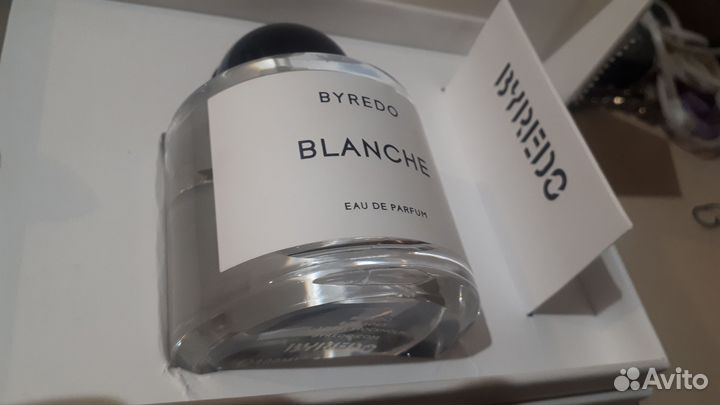 BYREDO
BLANCHE
EAU DE PARFUM
BYREDO
Avito